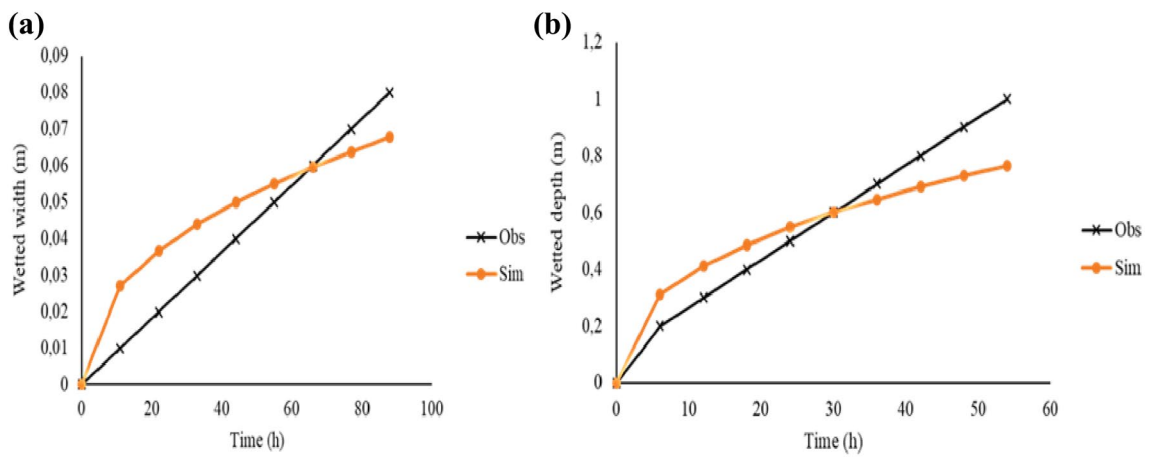 (a)
Wetted width (m)
0,09
0,08
0,07
0,06
0,05
0,04
0,03
0,02
0,01
0
0 20 40 60 80 100
Time (h)
Obs
Sim
(b)
Wetted depth (m)
1,2
1
0,8
0,6
0,4
0,2
0
0 10 20 30 40 50 60
Time (h)
Obs
Sim